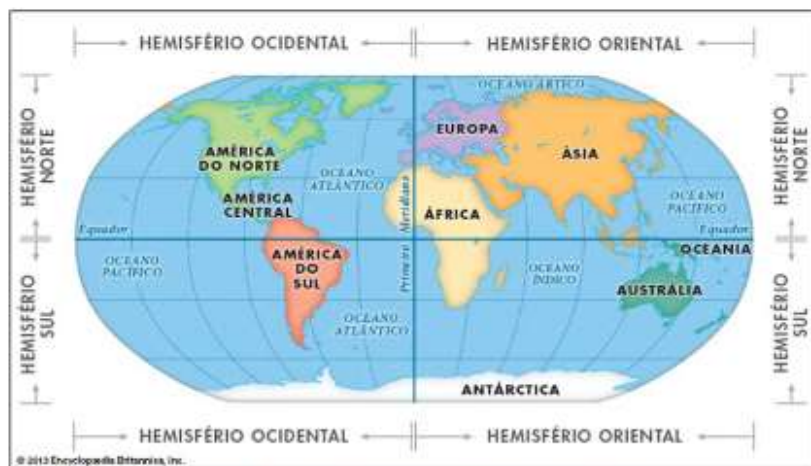 HEMISFÉRIO OCIDENTAL
HEMISFÉRIO ORIENTAL
HEMISFÉRIO
NORTE
HEMISFÉRIO
NORTE
OCEANO ÁRTICO
EUROPA
AMÉRICA
DO NORTE
ÁSIA
OCEANO
ATLÂNTICO
AMÉRICA
CENTRAL
ÁFRICA
OCEANO
PACÍFICO
Primeiro Meridiano
Equador
Equador
OCEANIA
OCEANO
PACÍFICO
AMÉRICA
DO
SUL
OCEANO
ÍNDICO
AUSTRÁLIA
OCEANO
ATLÂNTICO
HEMISFÉRIO
SUL
HEMISFÉRIO
SUL
ANTÁRCTICA
HEMISFÉRIO OCIDENTAL
HEMISFÉRIO ORIENTAL
© 2013 Encyclopædia Britannica, Inc.